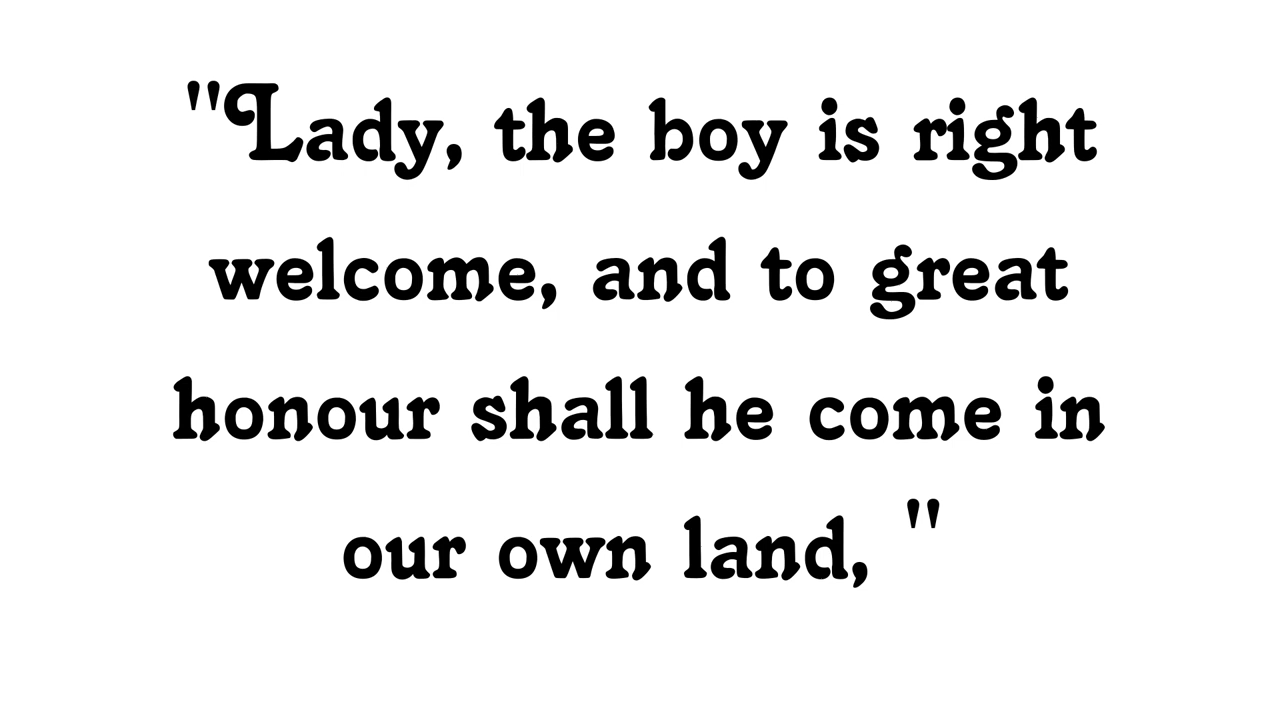 "Lady, the boy is right
welcome, and to great
honour shall he come in
our own land, "